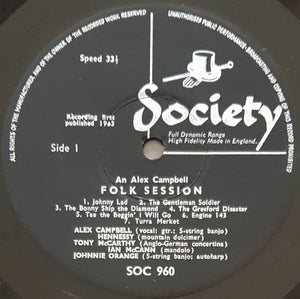 ALL RIGHTS OF THE MANUFACTURER, AND OF THE OWNER OF THE RECORDED WORK RESERVED.
UNAUTHORISED PUBLIC PERFORMANCE, BROADCASTING AND COPYING OF THIS RECORD PROHIBITED
Speed 33⅓
Society
Recording first
published 1963
Full Dynamic Range
High Fidelity Made in England.
Side 1
An Alex Campbell
FOLK SESSION
1. Johnny Lad 2. The Gentleman Soldier
3. The Bonny Ship the Diamond 4. The Gresford Disaster
5. Tae the Beggin' I Will Go 6. Engine 143
7. Turra Merket
ALEX CAMPBELL (vocal; gtr.; 5-string banjo)
HENNESSY (mountain dulcimer)
TONY McCARTHY (Anglo-German concertina)
IAN McCANN (mandolo)
JOHNNIE ORANGE (5-string banjo)
SOC 960